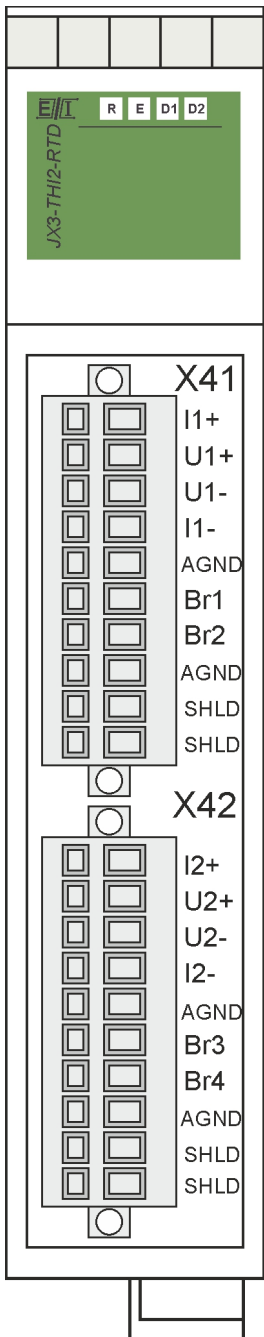 R E D1 D2
JX3-THI2-RTD
X41
I1+
U1+
U1-
I1-
AGND
Br1
Br2
AGND
SHLD
SHLD
X42
I2+
U2+
U2-
I2-
AGND
Br3
Br4
AGND
SHLD
SHLD